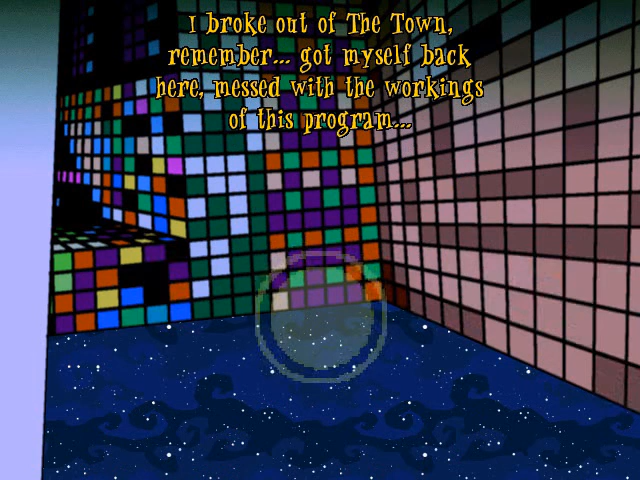 I broke out of The Town,
remember... got myself back
here, messed with the workings
of this program...